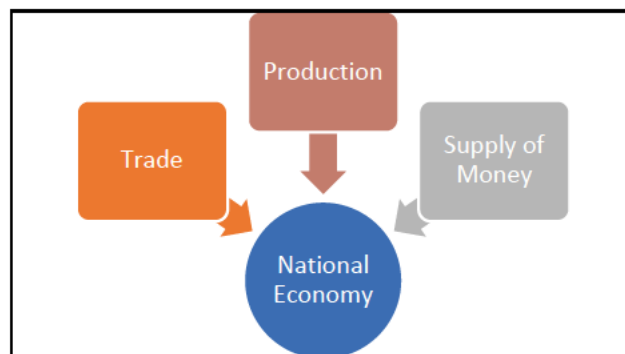 Production
Trade
Supply of
Money
National
Economy